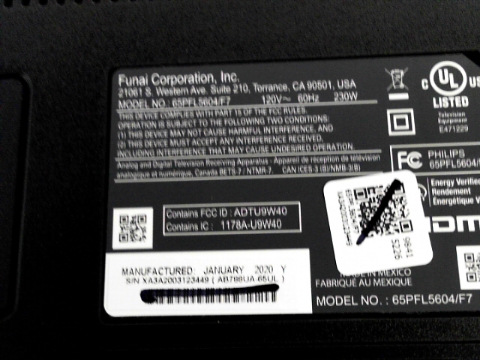 Funai Corporation, Inc.
21061 S. Western Ave. Suite 210, Torrance, CA 90501, USA
MODEL NO.: 65PFL5604/F7 120V~ 60Hz 230W
THIS DEVICE COMPLIES WITH PART 15 OF THE FCC RULES.
OPERATION IS SUBJECT TO THE FOLLOWING TWO CONDITIONS:
(1) THIS DEVICE MAY NOT CAUSE HARMFUL INTERFERENCE, AND
(2) THIS DEVICE MUST ACCEPT ANY INTERFERENCE RECEIVED,
INCLUDING INTERFERENCE THAT MAY CAUSE UNDESIRED OPERATION.
Analog and Digital Television Receiving Apparatus - Appareil de réception de télévision
analogique et numérique, Canada BETS-7 / NTMR-7. CAN ICES-3 (B)/NMB-3(B)
C UL US
LISTED
Television
Equipment
E471229
FC PHILIPS
65PFL5604/
Energy Verified
Rendement
Énergétique V
HDMI
Contains FCC ID : ADTU9W40
Contains IC : 1178A-U9W40
0641
5226
MANUFACTURED: JANUARY 2020 Y
S/N XA3A2003123449
IN MEXICO
FABRIQUÉ AU MEXIQUE
MODEL NO. : 65PFL5604/F7